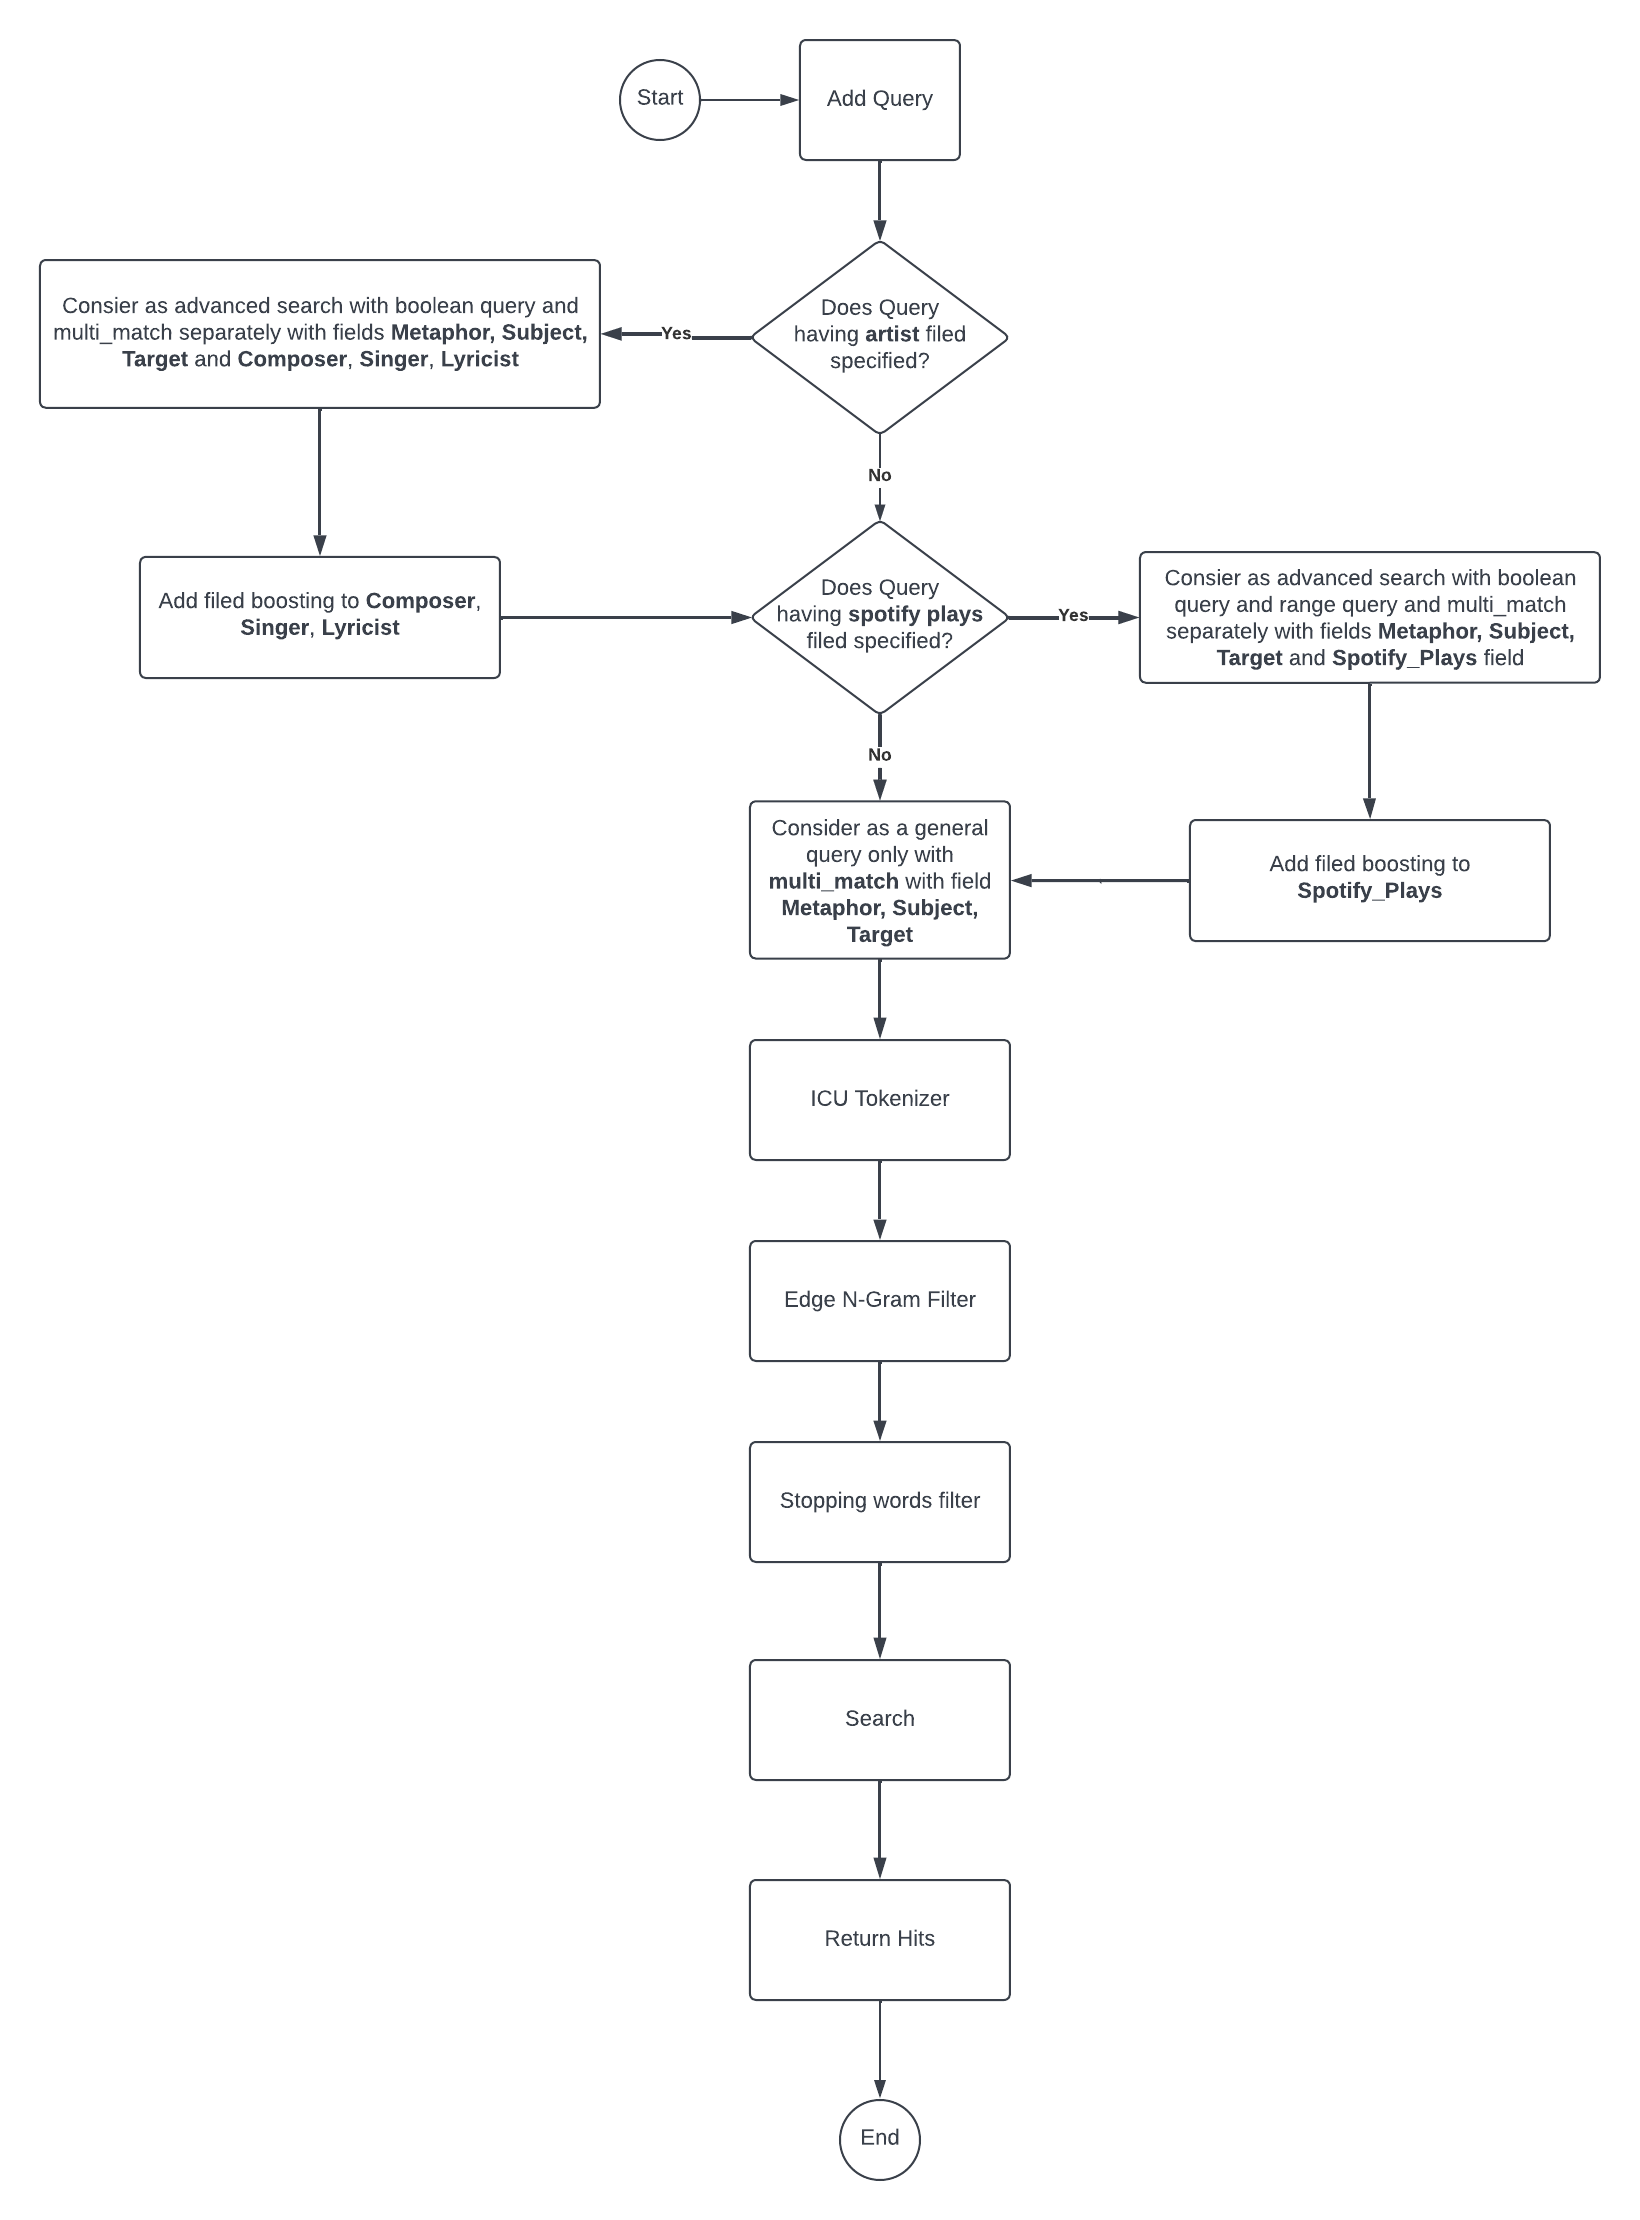 Start
Add Query
Does Query
having artist filed
specified?
Yes
Consier as advanced search with boolean query and
multi_match separately with fields Metaphor, Subject,
Target and Composer, Singer, Lyricist
No
Add filed boosting to Composer,
Singer, Lyricist
Does Query
having spotify plays
filed specified?
Yes
Consier as advanced search with boolean
query and range query and multi_match
separately with fields Metaphor, Subject,
Target and Spotify_Plays field
No
Consider as a general
query only with
multi_match with field
Metaphor, Subject,
Target
Add filed boosting to
Spotify_Plays
ICU Tokenizer
Edge N-Gram Filter
Stopping words filter
Search
Return Hits
End